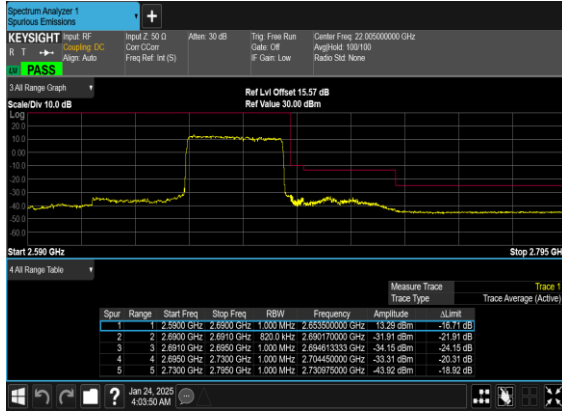 Spectrum Analyzer 1
Spurious Emissions
KEYSIGHT Input: RF Input Z: 50 Ω Atten: 30 dB Trig: Free Run Center Freq: 22.005000000 GHz
R T Coupling: DC Corr CCorr Gate: Off Avg|Hold: 100/100
Align: Auto Freq Ref: Int (S) IF Gain: Low Radio Std: None
PASS
3 All Range Graph
Ref Lvl Offset 15.57 dB
Scale/Div 10.0 dB Ref Value 30.00 dBm
Log
20.0
10.0
0.00
-10.0
-20.0
-30.0
-40.0
-50.0
-60.0
Start 2.590 GHz Stop 2.795 GH
4 All Range Table
Measure Trace Trace 1
Trace Type Trace Average (Active)
Spur Range Start Freq Stop Freq RBW Frequency Amplitude ΔLimit
1 1 2.5900 GHz 2.6900 GHz 1.000 MHz 2.653500000 GHz 13.29 dBm -16.71 dB
2 2 2.6900 GHz 2.6910 GHz 820.0 kHz 2.690170000 GHz -31.91 dBm -21.91 dB
3 3 2.6910 GHz 2.6950 GHz 1.000 MHz 2.694613333 GHz -34.15 dBm -24.15 dB
4 4 2.6950 GHz 2.7300 GHz 1.000 MHz 2.704450000 GHz -33.31 dBm -20.31 dB
5 5 2.7300 GHz 2.7950 GHz 1.000 MHz 2.730975000 GHz -43.92 dBm -18.92 dB
Jan 24, 2025
4:03:50 AM